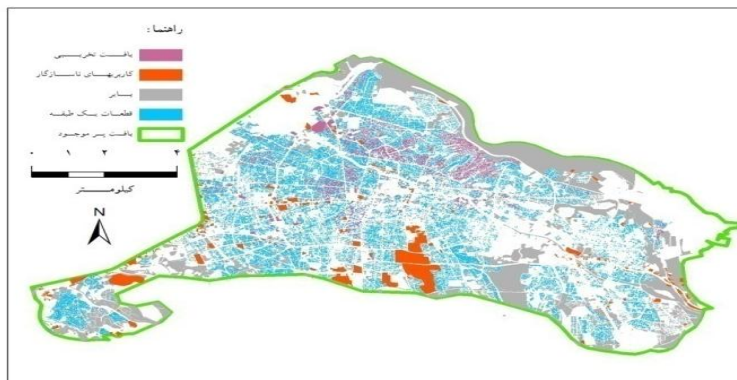 راهنما:
بافت تخریبی
کاربریهای ناسازگار
بایر
قطعات یک طبقه
بافت پر موجود
۰ ۱ ۲ ۴
کیلومتر
N